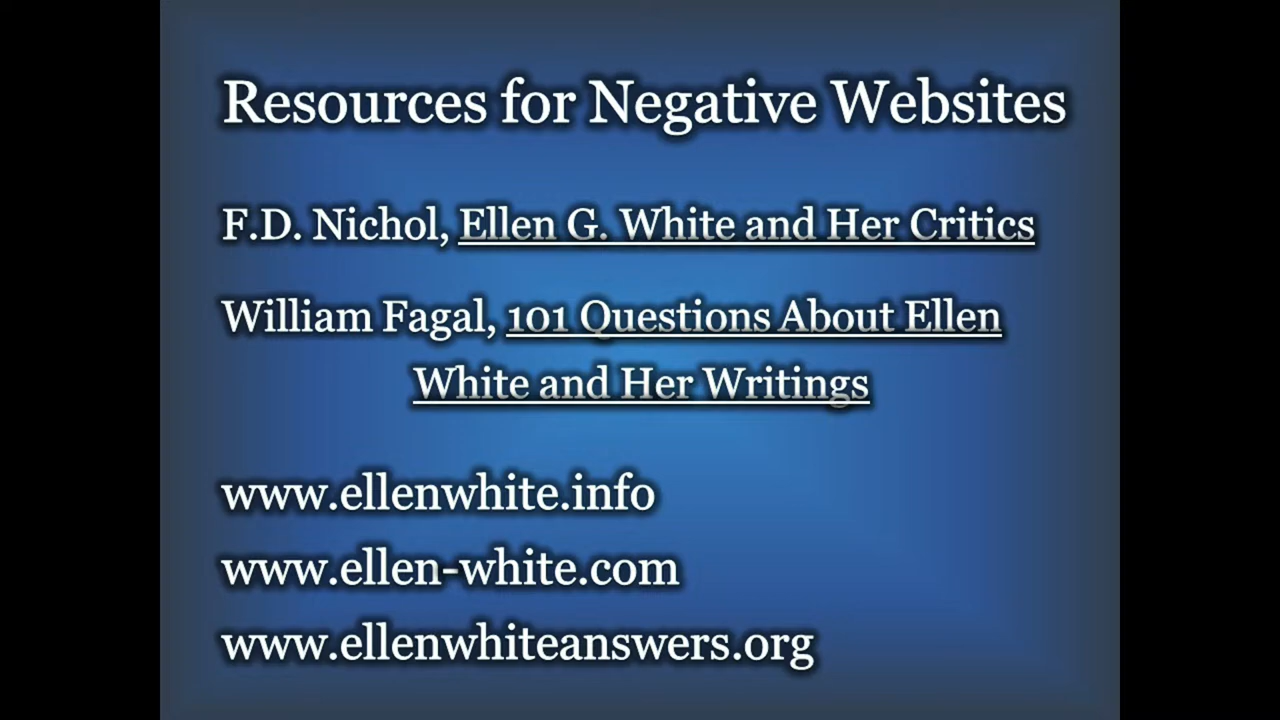 Resources for Negative Websites
F.D. Nichol, Ellen G. White and Her Critics
William Fagal, 101 Questions About Ellen
White and Her Writings
www.ellenwhite.info
www.ellen-white.com
www.ellenwhiteanswers.org